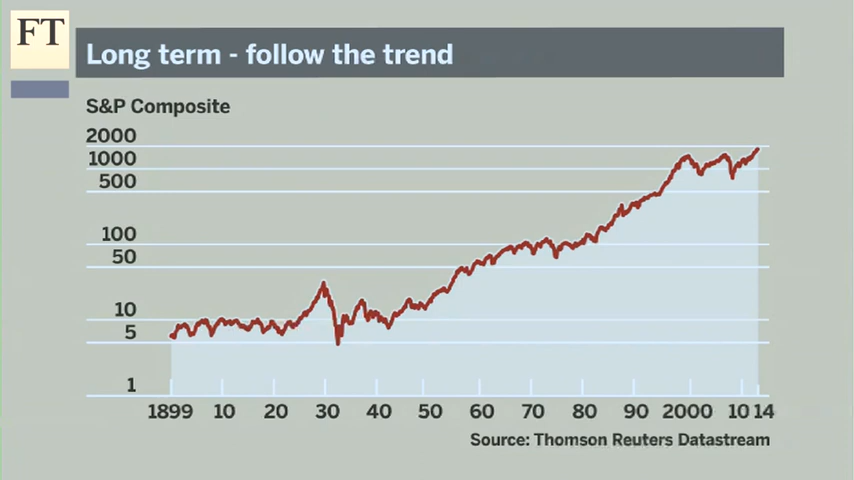 FT
Long term - follow the trend
S&P Composite
2000
1000
500
100
50
10
5
1
1899 10 20 30 40 50 60 70 80 90 2000 10 14
Source: Thomson Reuters Datastream